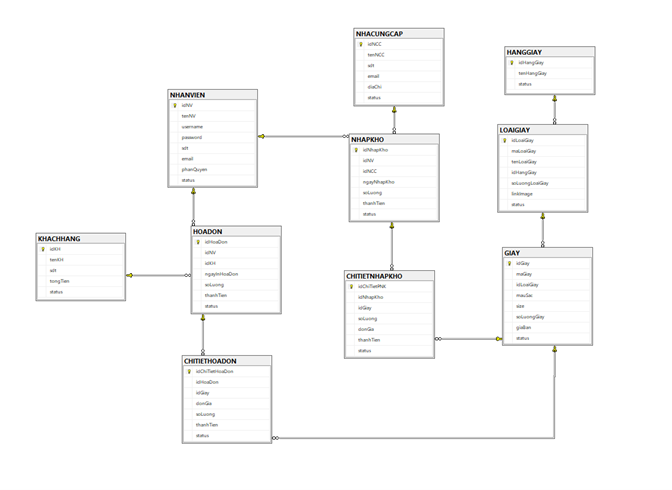 NHACUNGCAP
idNCC
tenNCC
sdt
email
diaChi
status
HANGGIAY
idHangGiay
tenHangGiay
status
NHANVIEN
idNV
tenNV
username
password
sdt
email
phanQuyen
status
NHAPKHO
idNhapKho
idNV
idNCC
ngayNhapKho
soLuong
thanhTien
status
LOAIGIAY
idLoaiGiay
maLoaiGiay
tenLoaiGiay
idHangGiay
soLuongLoaiGiay
linkImage
status
KHACHHANG
idKH
tenKH
sdt
tongTien
status
HOADON
idHoaDon
idNV
idKH
ngayInHoaDon
soLuong
thanhTien
status
GIAY
idGiay
maGiay
idLoaiGiay
mauSac
size
soLuongGiay
giaBan
status
CHITIETNHAPKHO
idChiTietPNK
idNhapKho
idGiay
soLuong
donGia
thanhTien
status
CHITIETHOADON
idChiTietHoaDon
idHoaDon
idGiay
donGia
soLuong
thanhTien
status